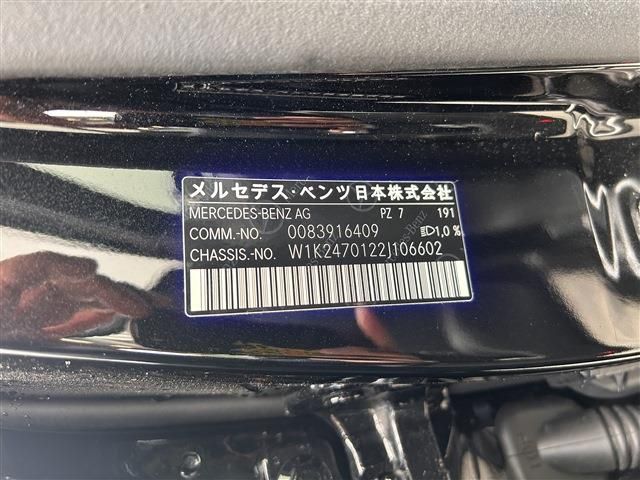 メルセデス・ベンツ日本株式会社
MERCEDES-BENZ AG PZ 7 191
COMM.-NO. 0083916409 1,0 %
CHASSIS.-NO. W1K2470122J106602